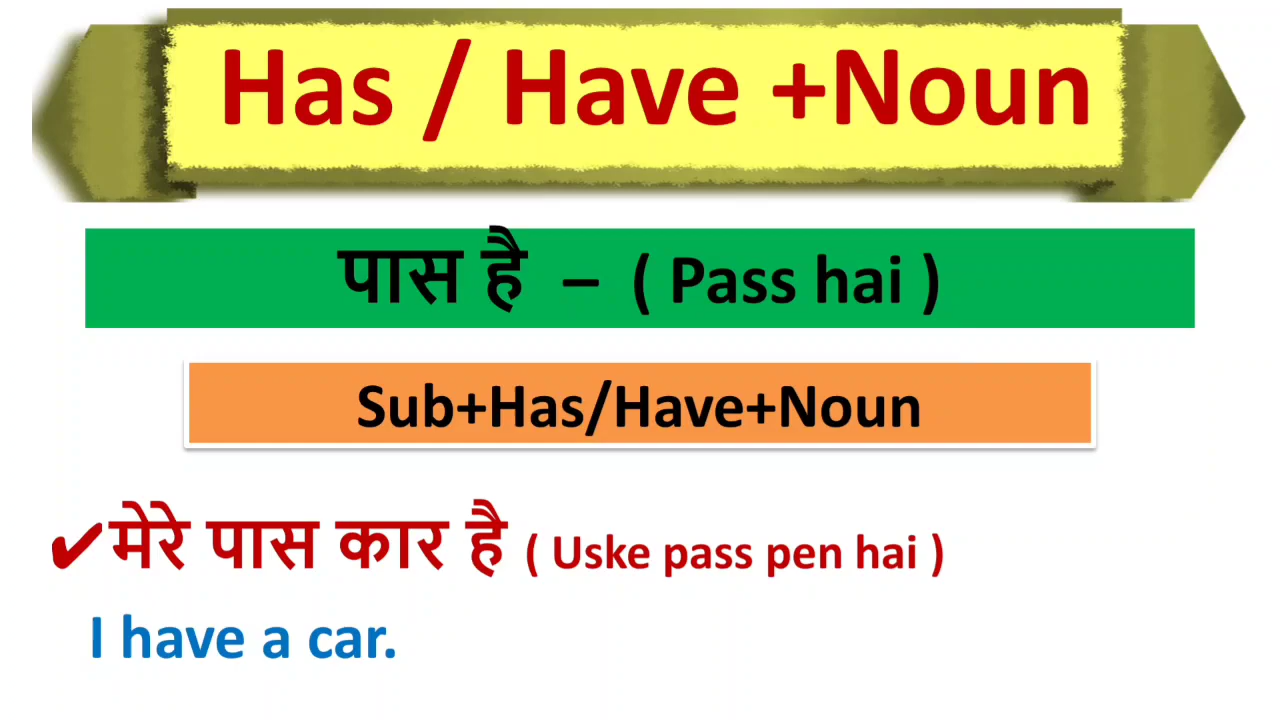 Has / Have +Noun
पास है – ( Pass hai )
Sub+Has/Have+Noun
✔मेरे पास कार है ( Uske pass pen hai )
I have a car.